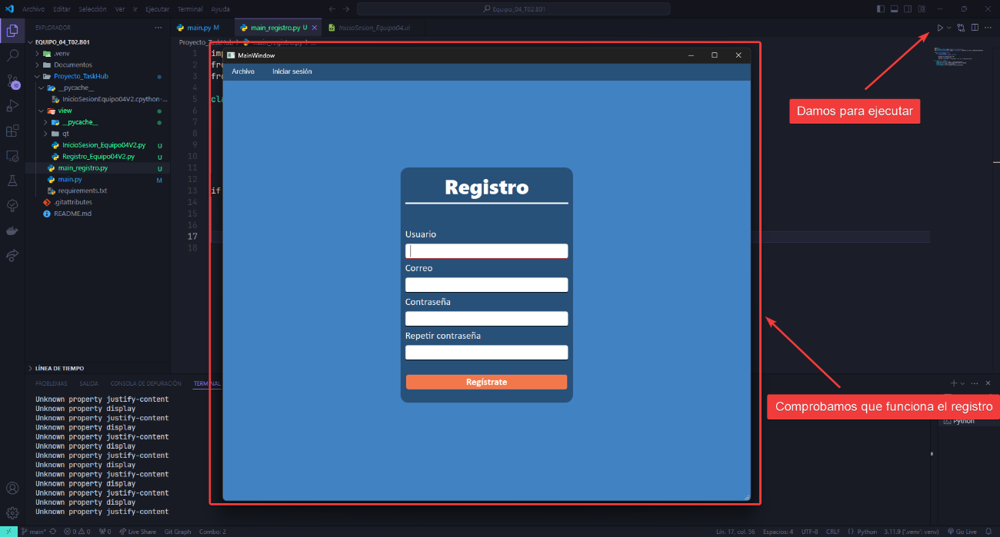 Archivo Editar Selección Ver Ir Ejecutar Terminal Ayuda
Equipo_04_T02.801
EXPLORADOR
main.py M
main_registro.py U
InicioSesion_Equipo04.ui
EQUIPO_04_T02.801
.venv
Documentos
Proyecto_TaskHub
__pycache__
InicioSesionEquipo04V2.cpython-...
view
__pycache__
qt
InicioSesion_Equipo04V2.py U
Registro_Equipo04V2.py U
main_registro.py U
main.py M
requirements.txt
.gitattributes
README.md
10
Proyecto_TaskHub > main_registro.py > ...
1 imp
2 fro
3 fro
4
5 cla
6
7
8
9
10
11
12
13 if
14
15
16
17
18
MainWindow
Archivo Iniciar sesión
Registro
Usuario
Correo
Contraseña
Repetir contraseña
Regístrate
Damos para ejecutar
Comprobamos que funciona el registro
LÍNEA DE TIEMPO
PROBLEMAS SALIDA CONSOLA DE DEPURACIÓN TERMINAL
Unknown property justify-content
Unknown property display
Unknown property justify-content
Unknown property display
Unknown property justify-content
Unknown property display
Unknown property justify-content
Unknown property display
Unknown property justify-content
Unknown property display
Unknown property justify-content
Unknown property display
Unknown property justify-content
Python
main* 0 0 0 Live Share Git Graph Combo: 2
Lín. 17, col. 56 Espacios: 4 UTF-8 CRLF Python 3.11.9 ('.venv': venv) Go Live